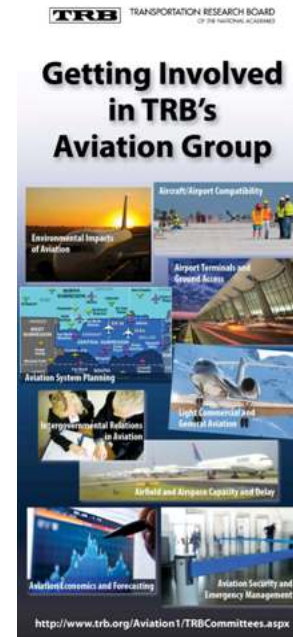 TRB TRANSPORTATION RESEARCH BOARD
OF THE NATIONAL ACADEMIES
Getting Involved
in TRB's
Aviation Group
Aircraft/Airport Compatibility
Environmental Impacts
of Aviation
Airport Terminals and
Ground Access
Aviation System Planning
Light Commercial and
General Aviation
Intergovernmental Relations
in Aviation
Airfield and Airspace Capacity and Delay
Aviation Economics and Forecasting
Aviation Security and
Emergency Management
http://www.trb.org/Aviation1/TRBCommittees.aspx